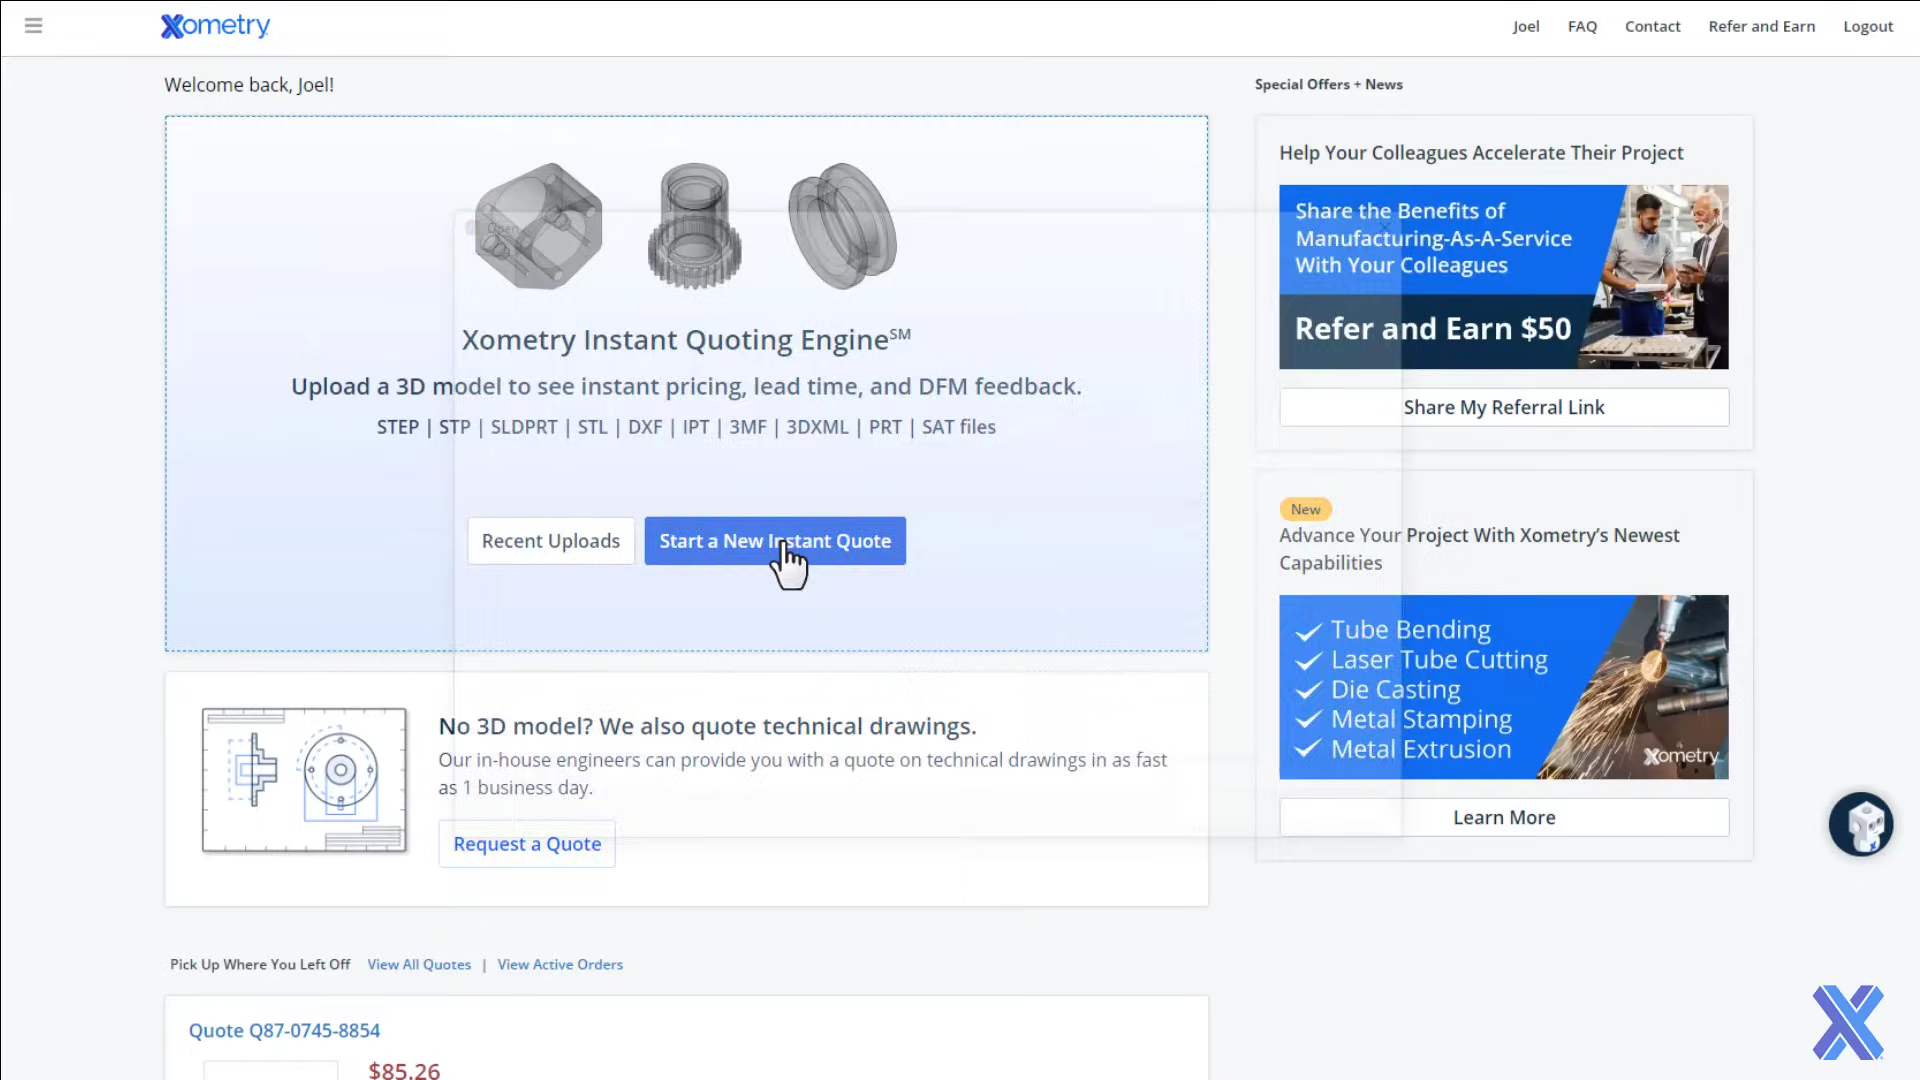 Xometry
Joel
FAQ
Contact
Refer and Earn
Logout
Welcome back, Joel!
Open
Xometry Instant Quoting Engine℠
Upload a 3D model to see instant pricing, lead time, and DFM feedback.
STEP | STP | SLDPRT | STL | DXF | IPT | 3MF | 3DXML | PRT | SAT files
Recent Uploads
Start a New Instant Quote
No 3D model? We also quote technical drawings.
Our in-house engineers can provide you with a quote on technical drawings in as fast
as 1 business day.
Request a Quote
Pick Up Where You Left Off
View All Quotes | View Active Orders
Quote Q87-0745-8854
$85.26
Special Offers + News
Help Your Colleagues Accelerate Their Project
Share the Benefits of
Manufacturing-As-A-Service
With Your Colleagues
Refer and Earn $50
Share My Referral Link
New
Advance Your Project With Xometry’s Newest
Capabilities
Tube Bending
Laser Tube Cutting
Die Casting
Metal Stamping
Metal Extrusion
Xometry
Learn More